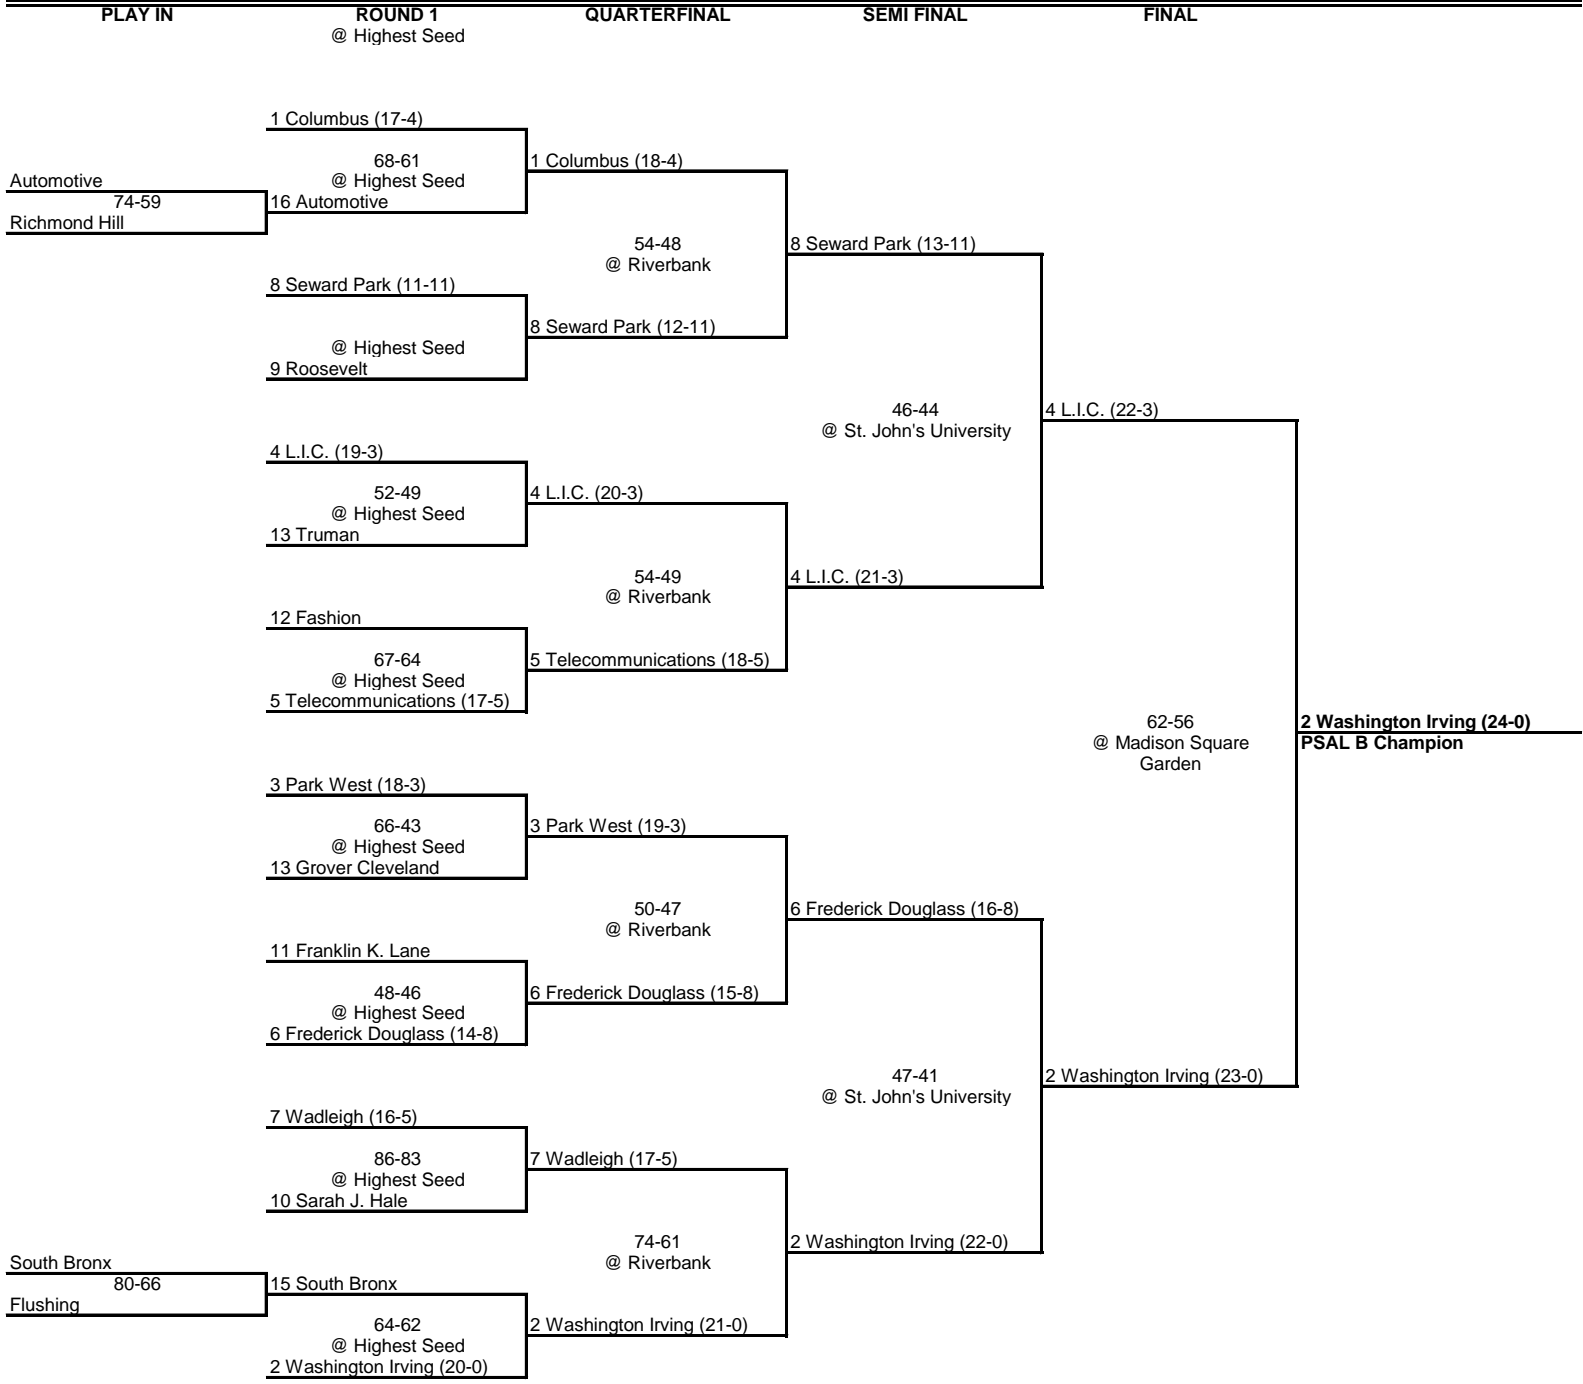 PLAY IN ROUND 1 QUARTERFINAL SEMI FINAL FINAL
@ Highest Seed
1 Columbus (17-4)
68-61
@ Highest Seed
1 Columbus (18-4)
Automotive
74-59
Richmond Hill
16 Automotive
54-48
@ Riverbank
8 Seward Park (13-11)
8 Seward Park (11-11)
@ Highest Seed
8 Seward Park (12-11)
9 Roosevelt
46-44
@ St. John's University
4 L.I.C. (22-3)
4 L.I.C. (19-3)
52-49
@ Highest Seed
4 L.I.C. (20-3)
13 Truman
54-49
@ Riverbank
4 L.I.C. (21-3)
12 Fashion
67-64
@ Highest Seed
5 Telecommunications (18-5)
5 Telecommunications (17-5)
62-56
@ Madison Square
Garden
2 Washington Irving (24-0)
PSAL B Champion
3 Park West (18-3)
66-43
@ Highest Seed
3 Park West (19-3)
13 Grover Cleveland
50-47
@ Riverbank
6 Frederick Douglass (16-8)
11 Franklin K. Lane
48-46
@ Highest Seed
6 Frederick Douglass (15-8)
6 Frederick Douglass (14-8)
47-41
@ St. John's University
2 Washington Irving (23-0)
7 Wadleigh (16-5)
86-83
@ Highest Seed
7 Wadleigh (17-5)
10 Sarah J. Hale
74-61
@ Riverbank
2 Washington Irving (22-0)
South Bronx
80-66
Flushing
15 South Bronx
64-62
@ Highest Seed
2 Washington Irving (21-0)
2 Washington Irving (20-0)